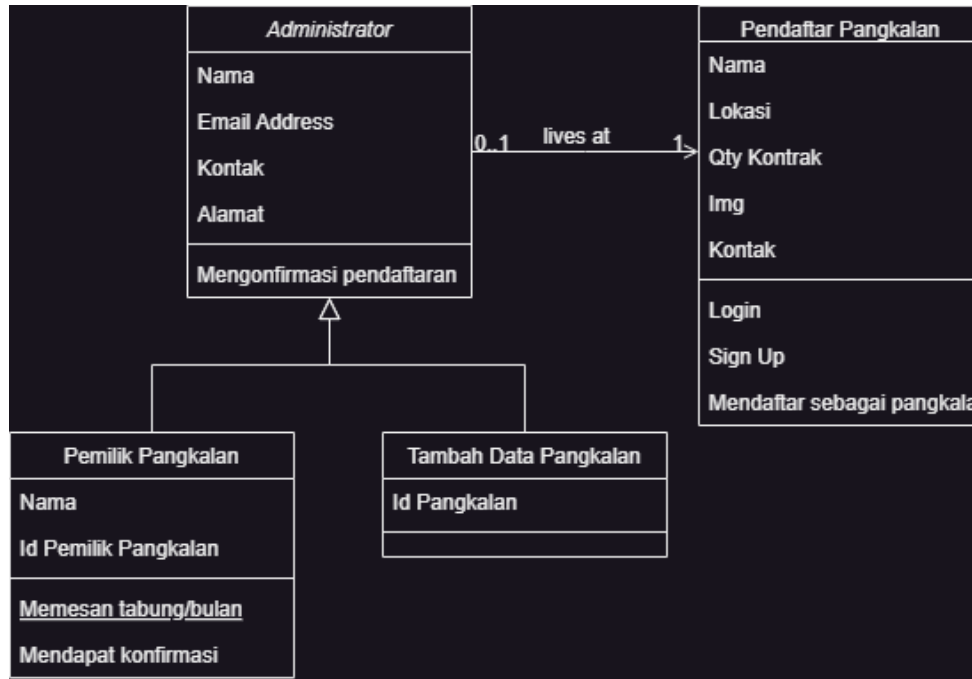 Administrator
Nama
Email Address
Kontak
Alamat
Mengonfirmasi pendaftaran
0..1
lives at
1
Pendaftar Pangkalan
Nama
Lokasi
Qty Kontrak
Img
Kontak
Login
Sign Up
Mendaftar sebagai pangkala
Pemilik Pangkalan
Nama
Id Pemilik Pangkalan
Memesan tabung/bulan
Mendapat konfirmasi
Tambah Data Pangkalan
Id Pangkalan